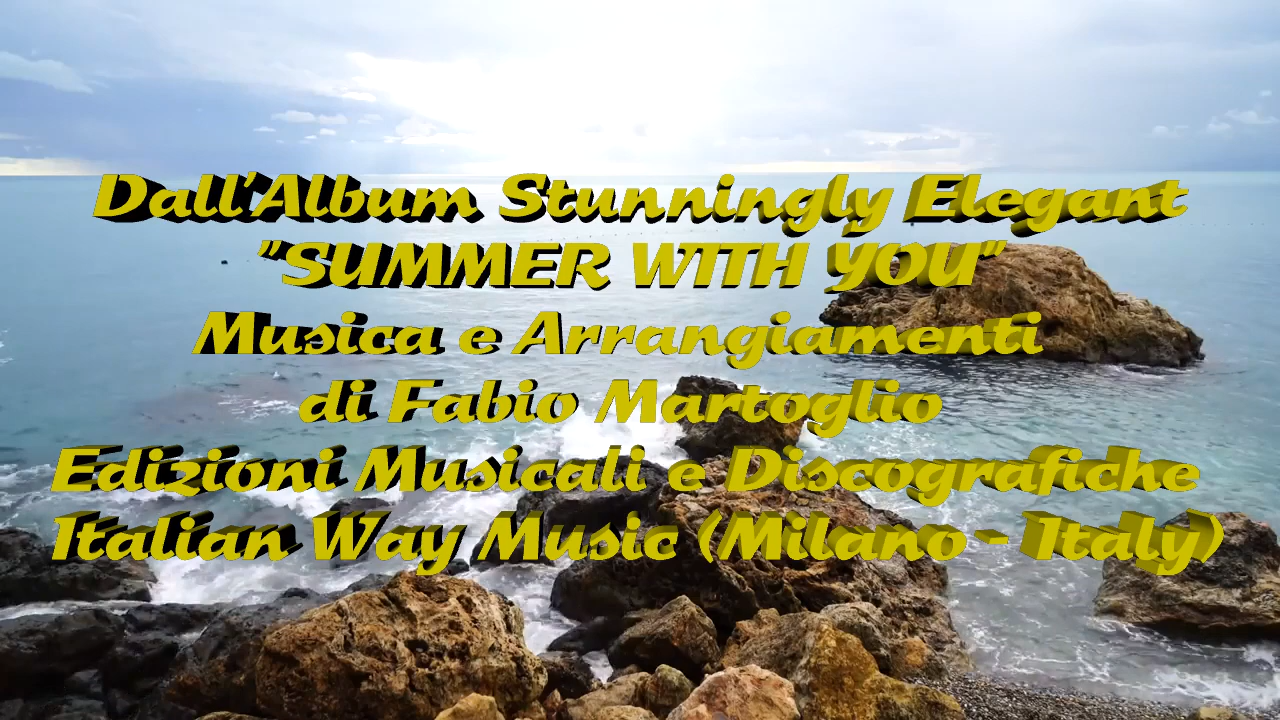 Dall'Album Stunningly Elegant
"SUMMER WITH YOU"
Musica e Arrangiamenti
di Fabio Martoglio
Edizioni Musicali e Discografiche
Italian Way Music (Milano - Italy)